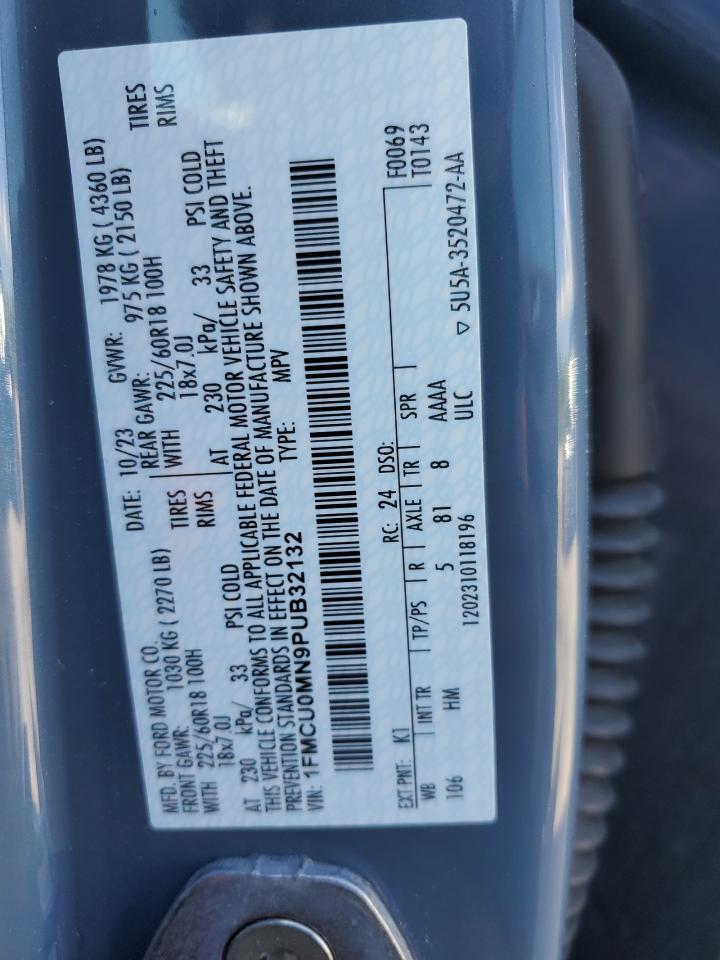 MFD. BY FORD MOTOR CO.
DATE: 10/23 GVWR: 1978 KG ( 4360 LB)
FRONT GAWR: 1030 KG ( 2270 LB) REAR GAWR: 975 KG ( 2150 LB)
WITH 225/60R18 100H TIRES WITH 225/60R18 100H TIRES
18x7.0J RIMS 18x7.0J RIMS
AT 230 kPa/ 33 PSI COLD AT 230 kPa/ 33 PSI COLD
THIS VEHICLE CONFORMS TO ALL APPLICABLE FEDERAL MOTOR VEHICLE SAFETY AND THEFT
PREVENTION STANDARDS IN EFFECT ON THE DATE OF MANUFACTURE SHOWN ABOVE.
VIN: 1FMCU0MN9PUB32132 TYPE: MPV
F0069
EXT PNT: K1 RC: 24 DSO: T0143
WB INT TR TP/PS R AXLE TR SPR
106 HM 5 81 8 AAAA
ULC
1202310118196 ▽ 5U5A-3520472-AA